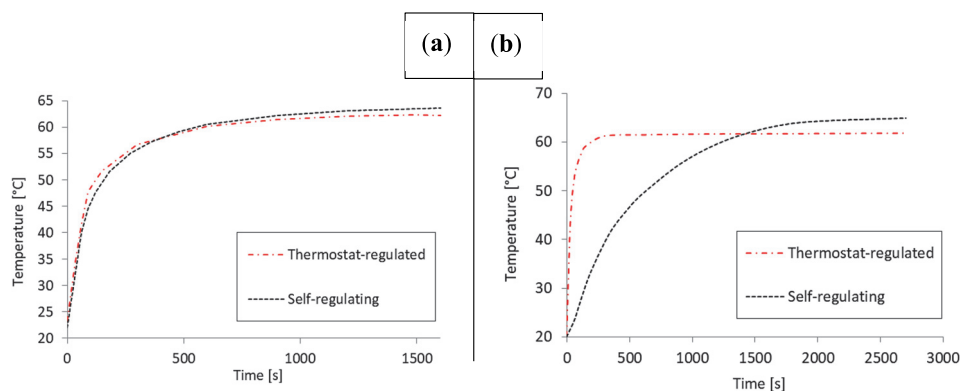 (a) (b)
65
60
55
50
45
40
35
30
25
20
Temperature [°C]
Thermostat-regulated
Self-regulating
0 500 1000 1500
Time [s]
70
60
50
40
30
20
Temperature [°C]
Thermostat-regulated
Self-regulating
0 500 1000 1500 2000 2500 3000
Time [s]